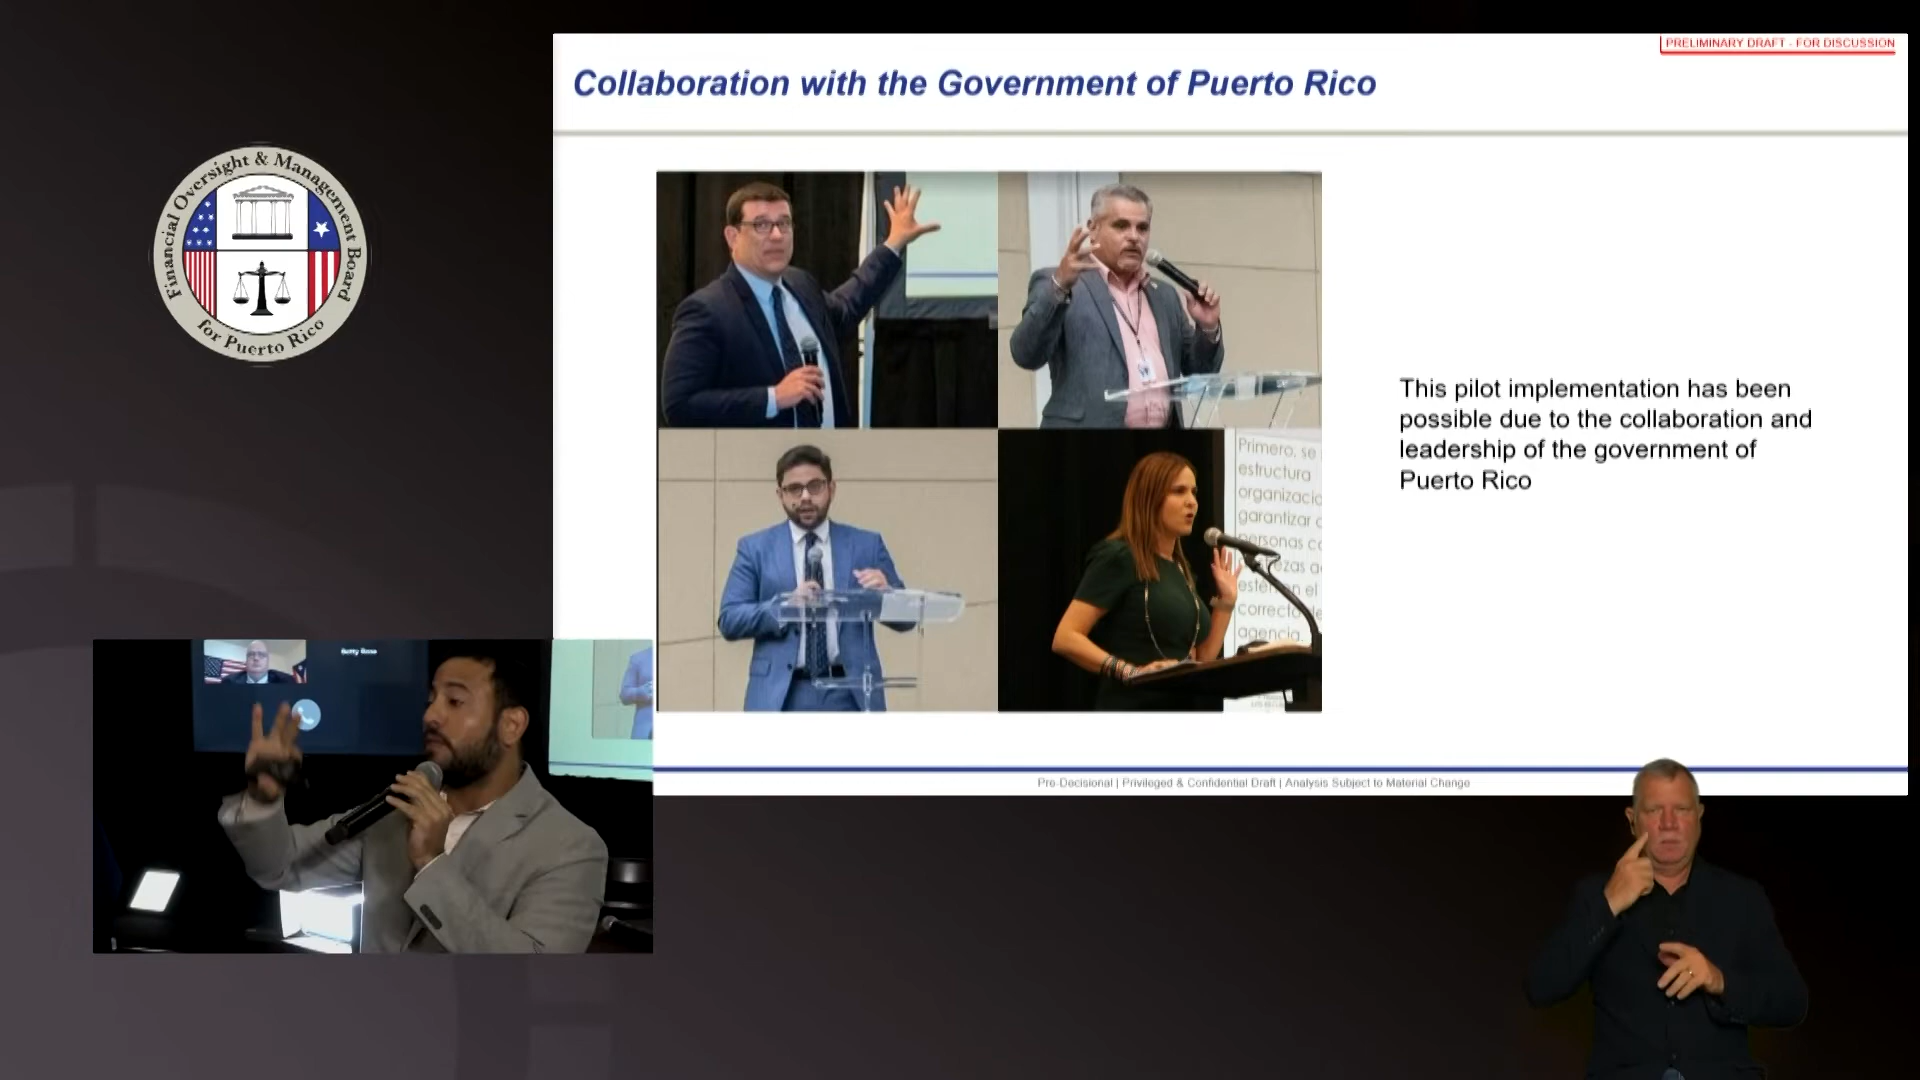 PRELIMINARY DRAFT - FOR DISCUSSION
Collaboration with the Government of Puerto Rico
Financial Oversight & Management Board
for Puerto Rico
This pilot implementation has been
possible due to the collaboration and
leadership of the government of
Puerto Rico
Primero, se
estructura
organizacio
garantizar
personas
estén en el
correcto
agencia.
Pre-Decisional | Privileged & Confidential Draft | Analysis Subject to Material Change